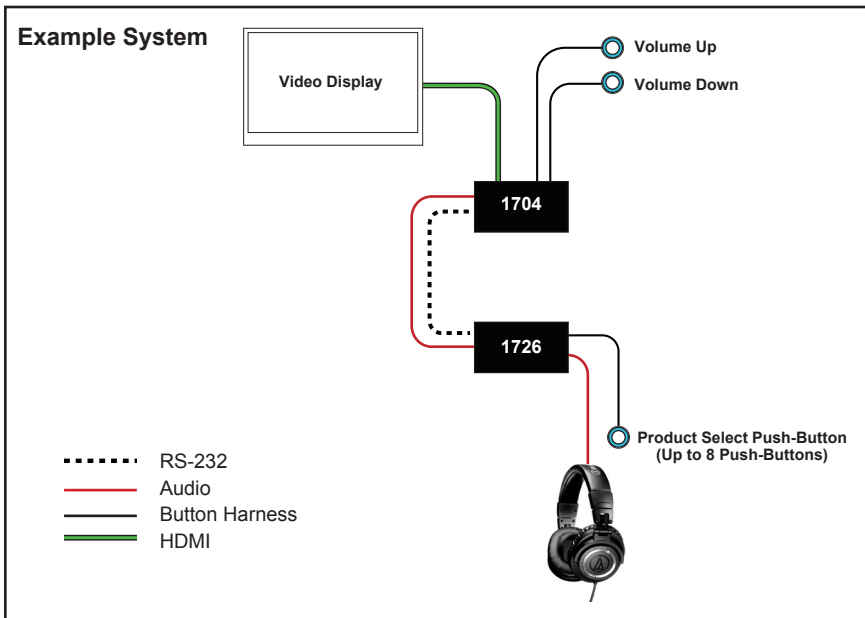 Example System
Video Display
Volume Up
Volume Down
1704
1726
Product Select Push-Button
(Up to 8 Push-Buttons)
RS-232
Audio
Button Harness
HDMI